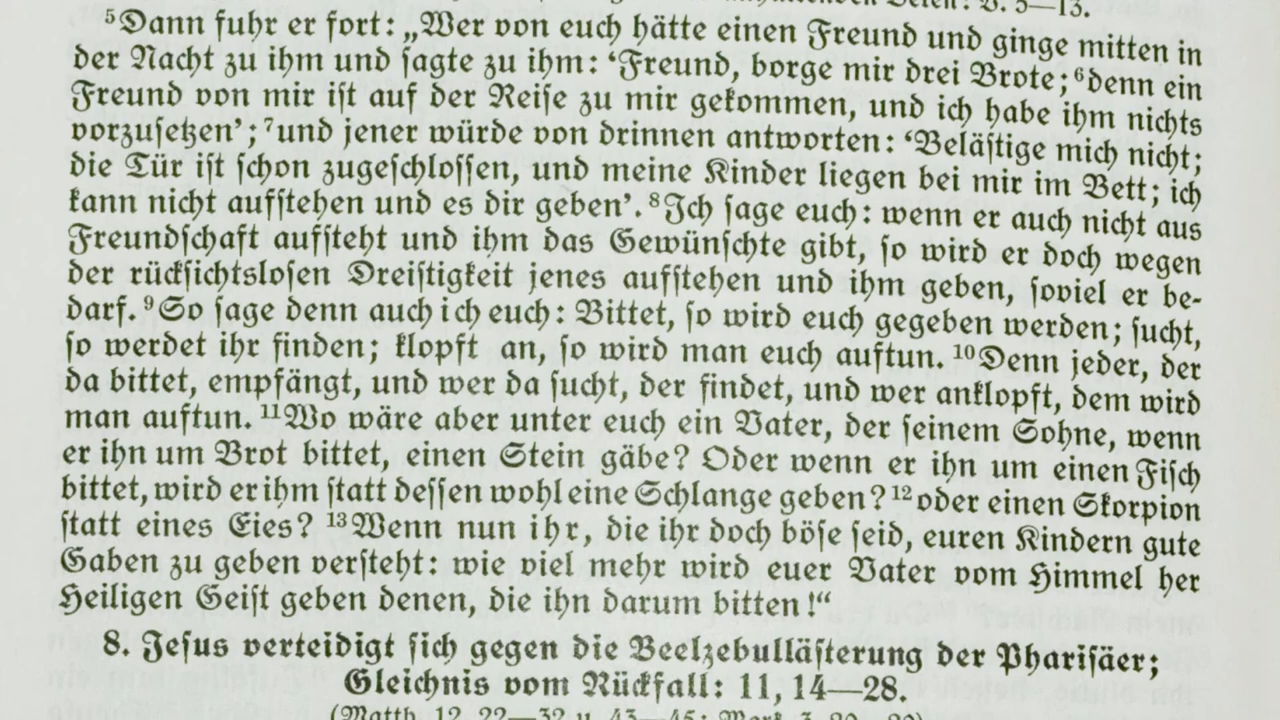 B. 5—13.
⁵Dann fuhr er fort: „Wer von euch hätte einen Freund und ginge mitten in
der Nacht zu ihm und sagte zu ihm: ‘Freund, borge mir drei Brote; ⁶denn ein
Freund von mir ist auf der Reise zu mir gekommen, und ich habe ihm nichts
vorzusetzen’; ⁷und jener würde von drinnen antworten: ‘Belästige mich nicht;
die Tür ist schon zugeschlossen, und meine Kinder liegen bei mir im Bett; ich
kann nicht aufstehen und es dir geben’. ⁸Ich sage euch: wenn er auch nicht aus
Freundschaft aufsteht und ihm das Gewünschte gibt, so wird er doch wegen
der rücksichtslosen Dreistigkeit jenes aufstehen und ihm geben, soviel er be-
darf. ⁹So sage denn auch ich euch: Bittet, so wird euch gegeben werden; sucht,
so werdet ihr finden; klopft an, so wird man euch auftun. ¹⁰Denn jeder, der
da bittet, empfängt, und wer da sucht, der findet, und wer anklopft, dem wird
man auftun. ¹¹Wo wäre aber unter euch ein Vater, der seinem Sohne, wenn
er ihn um Brot bittet, einen Stein gäbe? Oder wenn er ihn um einen Fisch
bittet, wird er ihm statt dessen wohl eine Schlange geben? ¹²oder einen Skorpion
statt eines Eies? ¹³Wenn nun ihr, die ihr doch böse seid, euren Kindern gute
Gaben zu geben versteht: wie viel mehr wird euer Vater vom Himmel her
Heiligen Geist geben denen, die ihn darum bitten!“
8. Jesus verteidigt sich gegen die Beelzebullästerung der Pharisäer;
Gleichnis vom Rückfall: 11, 14—28.
(Matth. 12, 22—32 u. 43—45; Mark. 3,